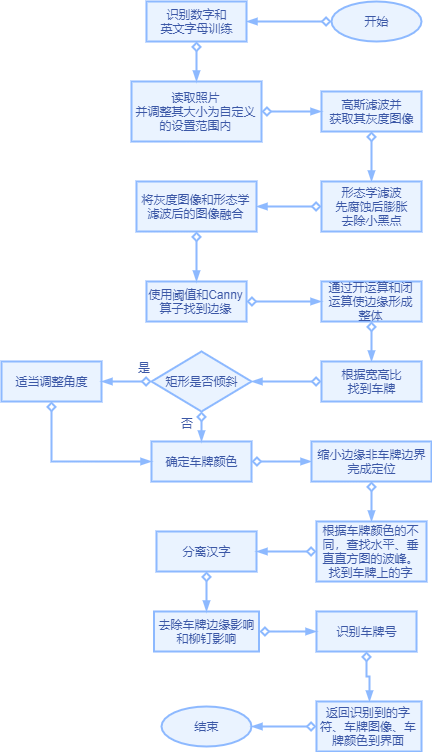 开始
识别数字和
英文字母训练
读取照片
并调整其大小为自定义
的设置范围内
高斯滤波并
获取其灰度图像
形态学滤波
先腐蚀后膨胀
去除小黑点
将灰度图像和形态学
滤波后的图像融合
使用阈值和Canny
算子找到边缘
通过开运算和闭
运算使边缘形成
整体
根据宽高比
找到车牌
矩形是否倾斜
是
适当调整角度
否
确定车牌颜色
缩小边缘非车牌边界
完成定位
根据车牌颜色的不
同，查找水平、垂
直直方图的波峰。
找到车牌上的字
分离汉字
去除车牌边缘影响
和柳钉影响
识别车牌号
返回识别到的字
符、车牌图像、车
牌颜色到界面
结束